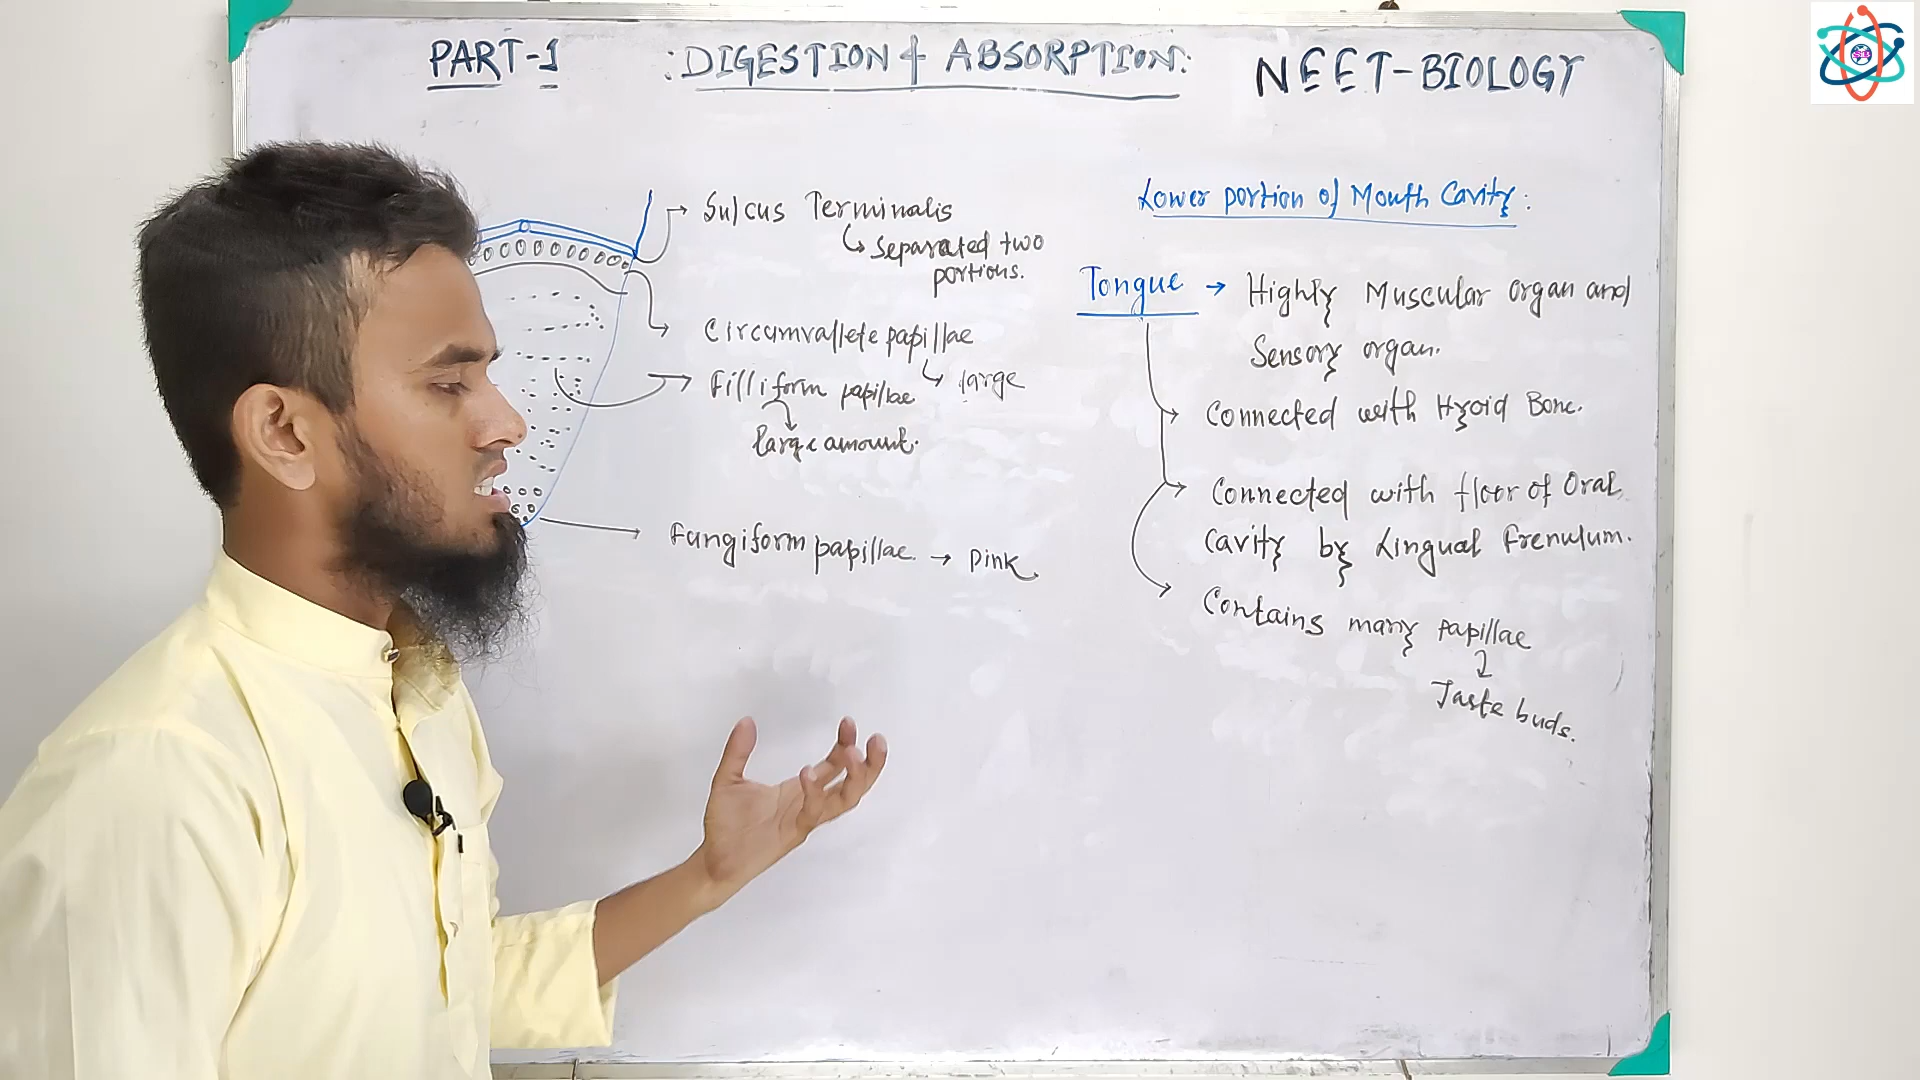 PART-1 :DIGESTION & ABSORPTION: NEET-BIOLOGY
Sulcus Terminalis
separated two
portions.
Circumvallete papillae
large
Filliform papillae
large amount.
Fungiform papillae → Pink
Lower portion of Mouth Cavity:
Tongue → Highly Muscular organ and
Sensory organ.
Connected with Hyoid Bone.
Connected with floor of Oral
Cavity by Lingual frenulum.
Contains many papillae
Taste buds.